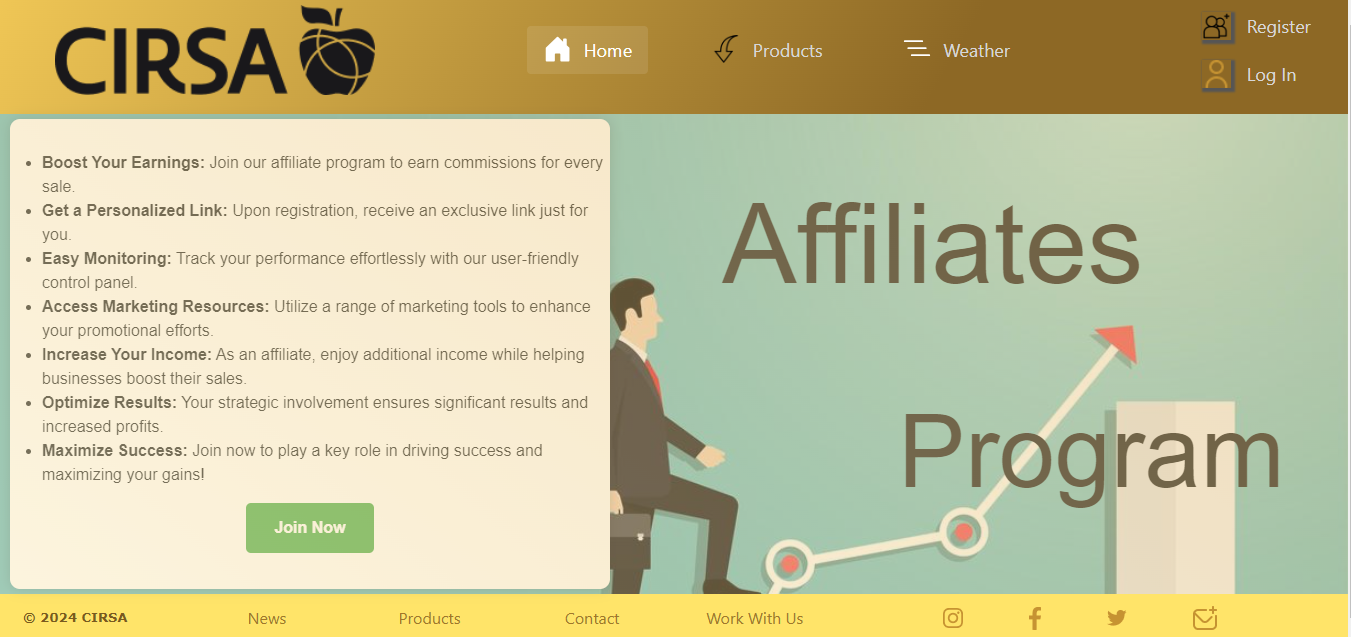 CIRSA
Home
Products
Weather
Register
Log In
Boost Your Earnings: Join our affiliate program to earn commissions for every
sale.
Get a Personalized Link: Upon registration, receive an exclusive link just for
you.
Easy Monitoring: Track your performance effortlessly with our user-friendly
control panel.
Access Marketing Resources: Utilize a range of marketing tools to enhance
your promotional efforts.
Increase Your Income: As an affiliate, enjoy additional income while helping
businesses boost their sales.
Optimize Results: Your strategic involvement ensures significant results and
increased profits.
Maximize Success: Join now to play a key role in driving success and
maximizing your gains!
Join Now
Affiliates
Program
© 2024 CIRSA
News
Products
Contact
Work With Us